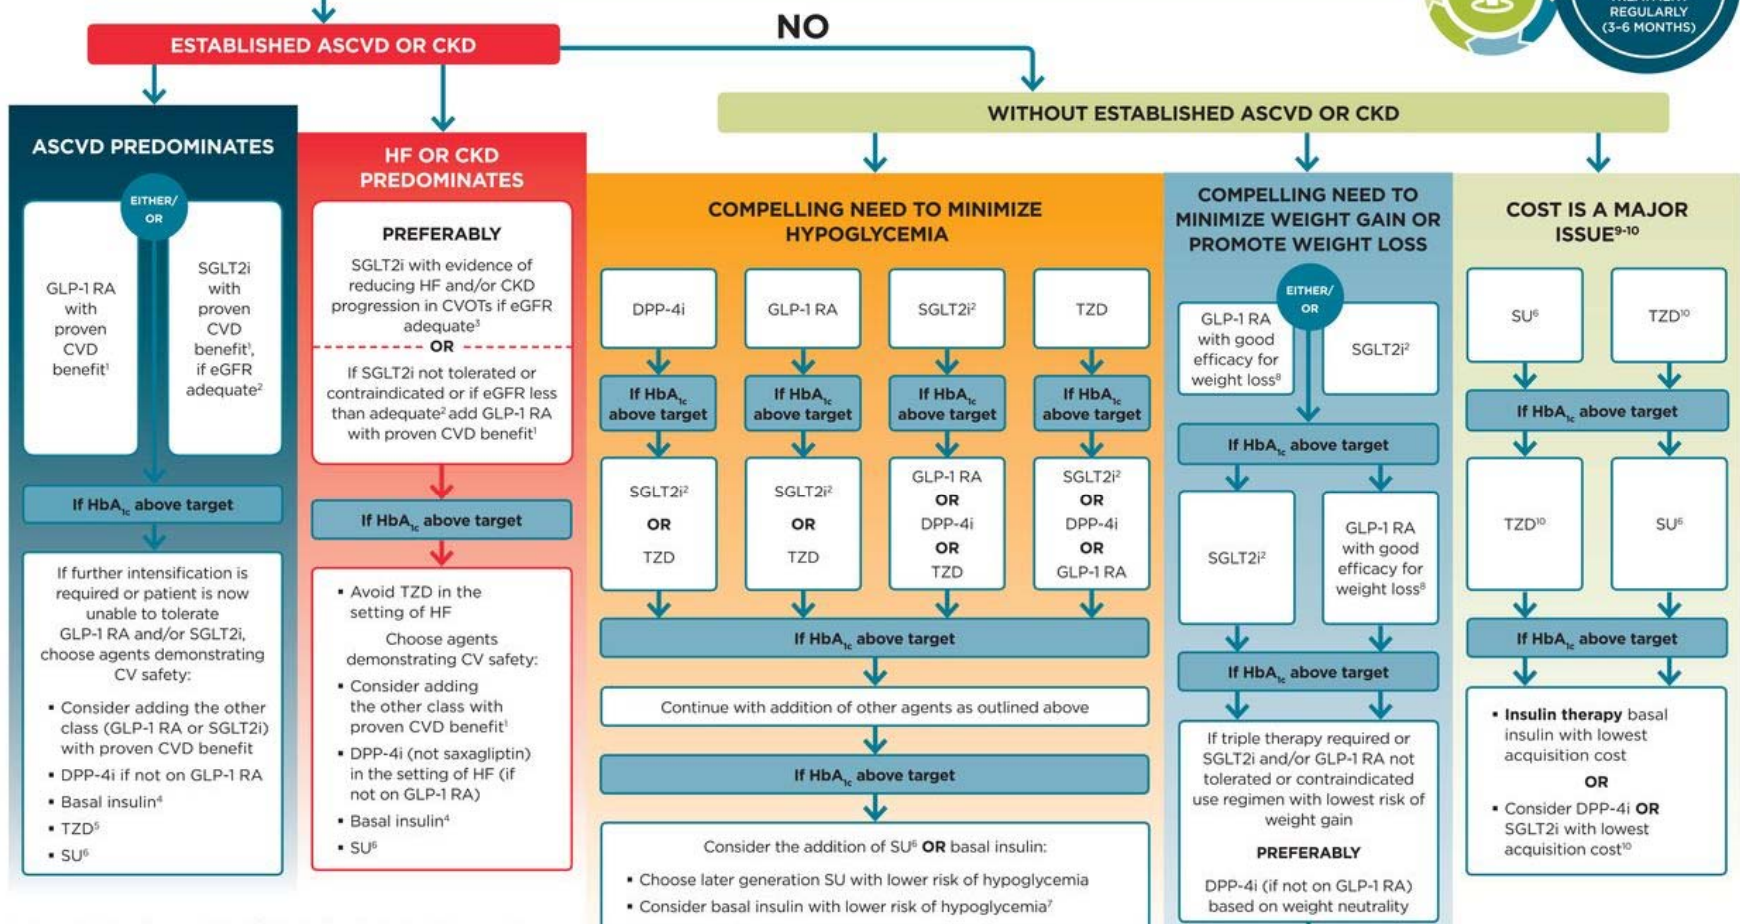 NO
TREATMENT
REGULARLY
(3-6 MONTHS)
ESTABLISHED ASCVD OR CKD
WITHOUT ESTABLISHED ASCVD OR CKD
ASCVD PREDOMINATES
EITHER/
OR
GLP-1 RA
with
proven
CVD
benefit¹
SGLT2i
with
proven
CVD
benefit¹,
if eGFR
adequate²
If HbA₁c above target
If further intensification is
required or patient is now
unable to tolerate
GLP-1 RA and/or SGLT2i,
choose agents demonstrating
CV safety:
▪ Consider adding the other
class (GLP-1 RA or SGLT2i)
with proven CVD benefit
▪ DPP-4i if not on GLP-1 RA
▪ Basal insulin⁴
▪ TZD⁵
▪ SU⁶
HF OR CKD
PREDOMINATES
PREFERABLY
SGLT2i with evidence of
reducing HF and/or CKD
progression in CVOTs if eGFR
adequate³
OR
If SGLT2i not tolerated or
contraindicated or if eGFR less
than adequate² add GLP-1 RA
with proven CVD benefit¹
If HbA₁c above target
▪ Avoid TZD in the
setting of HF
Choose agents
demonstrating CV safety:
▪ Consider adding
the other class with
proven CVD benefit¹
▪ DPP-4i (not saxagliptin)
in the setting of HF (if
not on GLP-1 RA)
▪ Basal insulin⁴
▪ SU⁶
COMPELLING NEED TO MINIMIZE
HYPOGLYCEMIA
DPP-4i
If HbA₁c
above target
SGLT2i²
OR
TZD
GLP-1 RA
If HbA₁c
above target
SGLT2i²
OR
TZD
SGLT2i²
If HbA₁c
above target
GLP-1 RA
OR
DPP-4i
OR
TZD
TZD
If HbA₁c
above target
SGLT2i²
OR
DPP-4i
OR
GLP-1 RA
If HbA₁c above target
Continue with addition of other agents as outlined above
If HbA₁c above target
Consider the addition of SU⁶ OR basal insulin:
▪ Choose later generation SU with lower risk of hypoglycemia
▪ Consider basal insulin with lower risk of hypoglycemia⁷
COMPELLING NEED TO
MINIMIZE WEIGHT GAIN OR
PROMOTE WEIGHT LOSS
EITHER/
OR
GLP-1 RA
with good
efficacy for
weight loss⁸
SGLT2i²
If HbA₁c above target
SGLT2i²
GLP-1 RA
with good
efficacy for
weight loss⁸
If HbA₁c above target
If triple therapy required or
SGLT2i and/or GLP-1 RA not
tolerated or contraindicated
use regimen with lowest risk of
weight gain
PREFERABLY
DPP-4i (if not on GLP-1 RA)
based on weight neutrality
COST IS A MAJOR
ISSUE⁹⁻¹⁰
SU⁶
TZD¹⁰
If HbA₁c above target
TZD¹⁰
SU⁶
If HbA₁c above target
▪ Insulin therapy basal
insulin with lowest
acquisition cost
OR
▪ Consider DPP-4i OR
SGLT2i with lowest
acquisition cost¹⁰